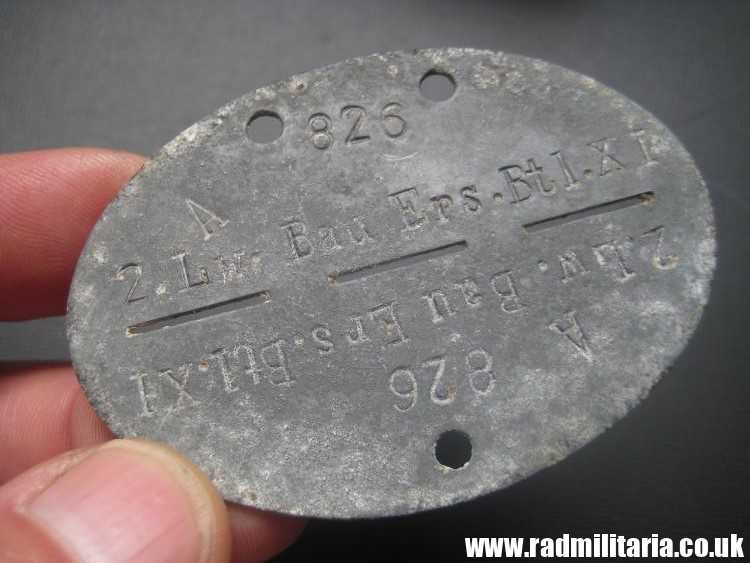 826
A
2.Lw. Bau Ers.Btl.XI
2.Lw. Bau Ers.Btl.XI
A
826
www.radmilitaria.co.uk